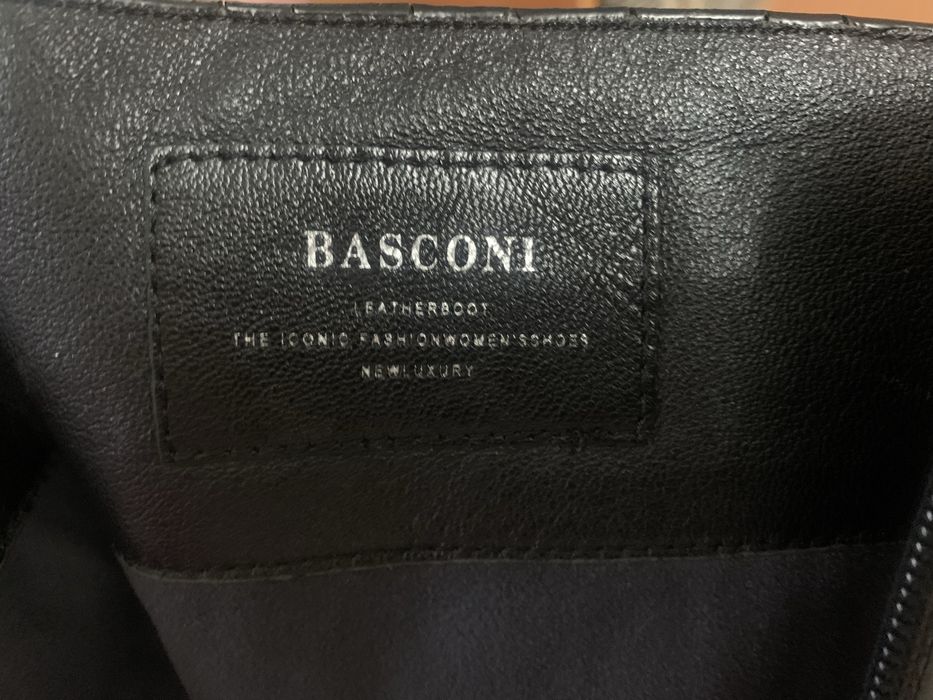 BASCONI
LEATHERBOOT
THE ICONIC FASHIONWOMEN'SSHOES
NEWLUXURY